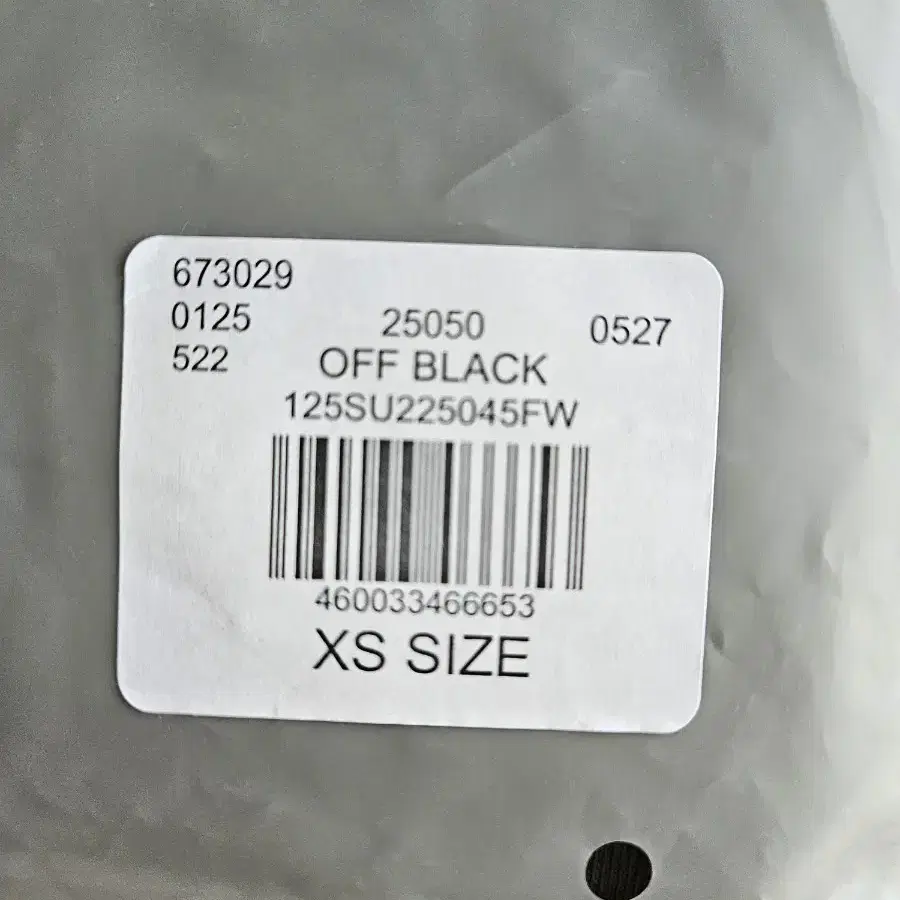 673029
0125 25050 0527
522 OFF BLACK
125SU225045FW
460033466653
XS SIZE